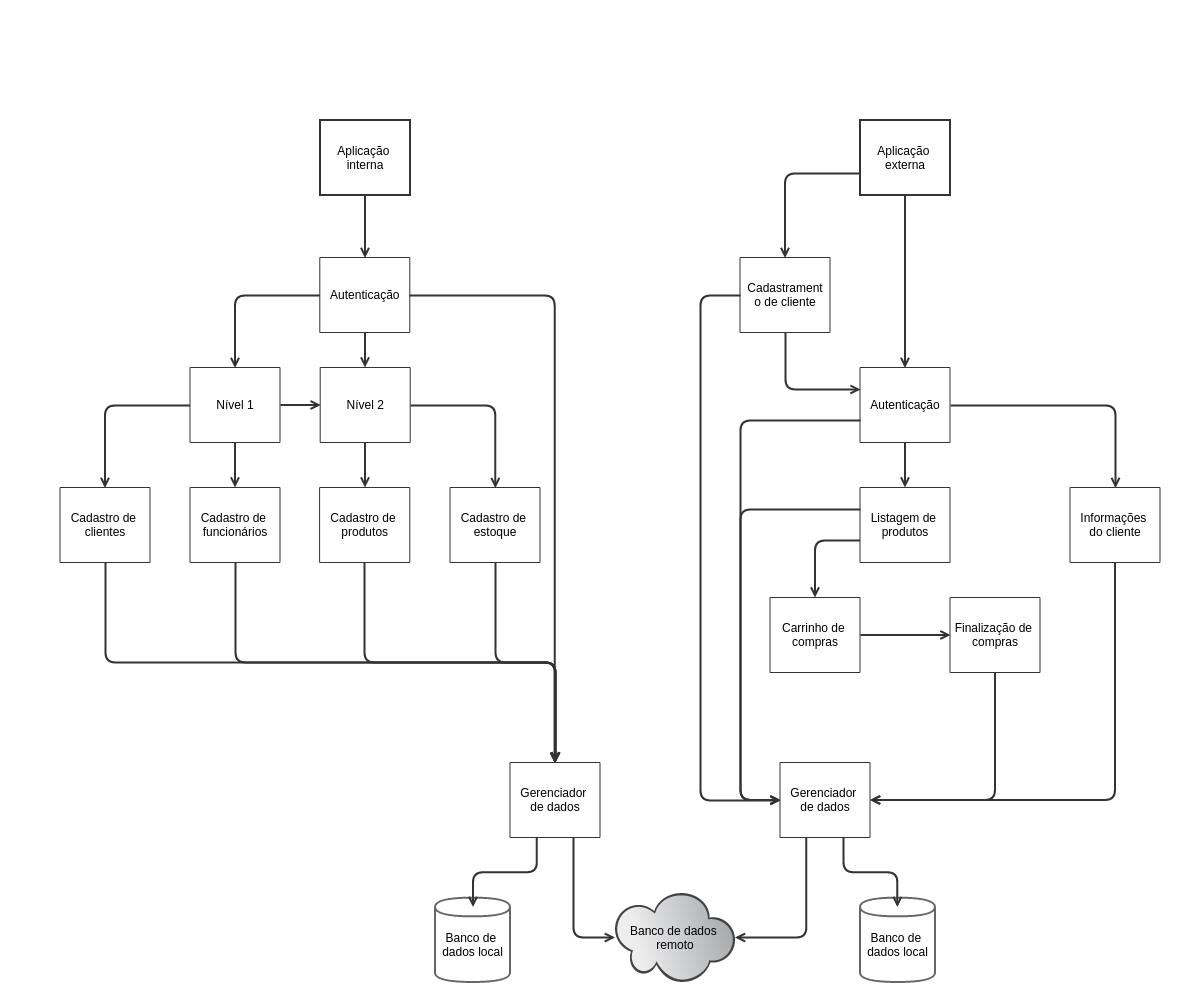 Aplicação
interna
Aplicação
externa
Autenticação
Cadastrament
o de cliente
Nível 1
Nível 2
Autenticação
Cadastro de
clientes
Cadastro de
funcionários
Cadastro de
produtos
Cadastro de
estoque
Listagem de
produtos
Informações
do cliente
Carrinho de
compras
Finalização de
compras
Gerenciador
de dados
Gerenciador
de dados
Banco de
dados local
Banco de dados
remoto
Banco de
dados local